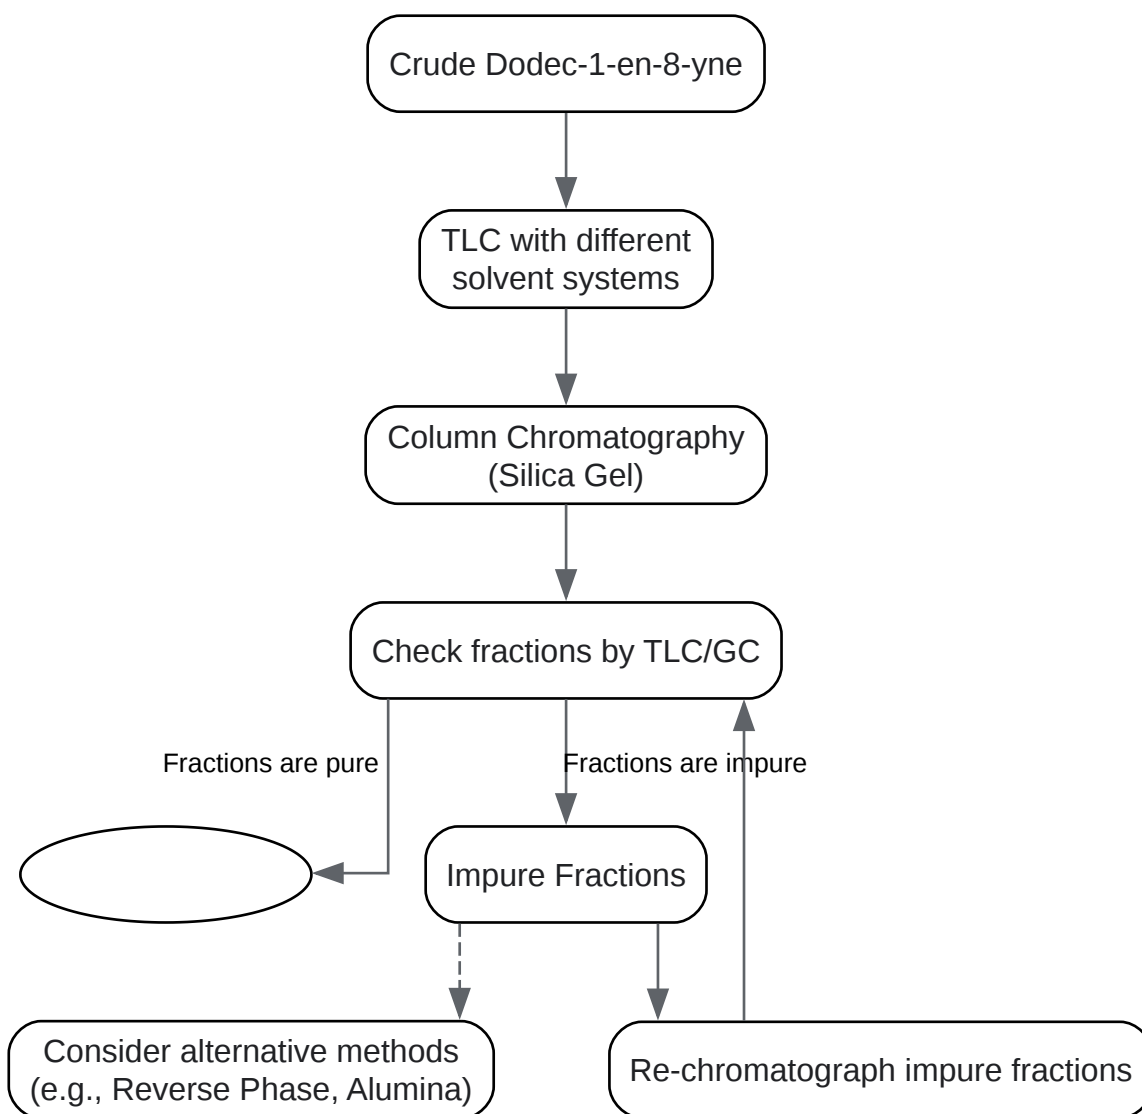 Crude Dodec-1-en-8-yne
TLC with different
solvent systems
Column Chromatography
(Silica Gel)
Check fractions by TLC/GC
Fractions are pure
Fractions are impure
Impure Fractions
Consider alternative methods
(e.g., Reverse Phase, Alumina)
Re-chromatograph impure fractions